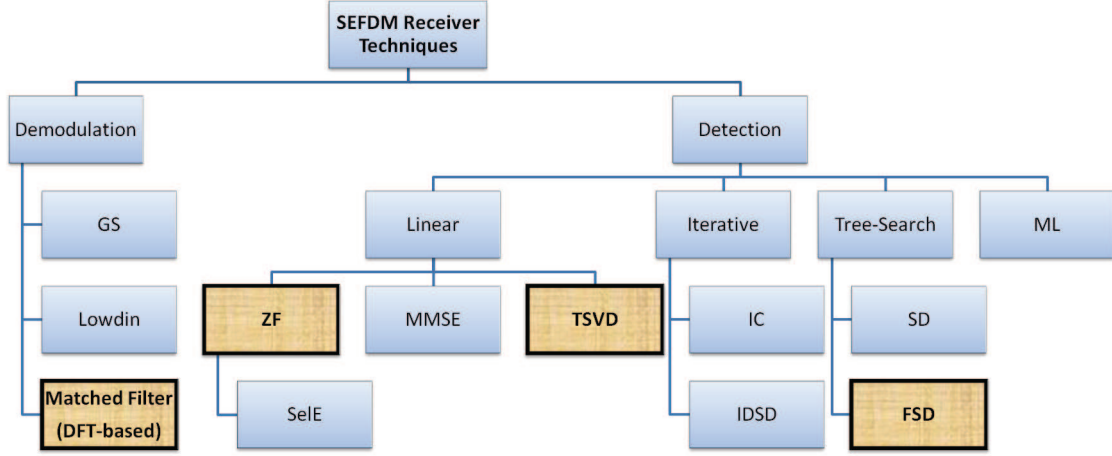 SEFDM Receiver
Techniques
Demodulation
Detection
GS
Linear
Iterative
Tree-Search
ML
Lowdin
ZF
MMSE
TSVD
IC
SD
Matched Filter
(DFT-based)
SelE
IDSD
FSD